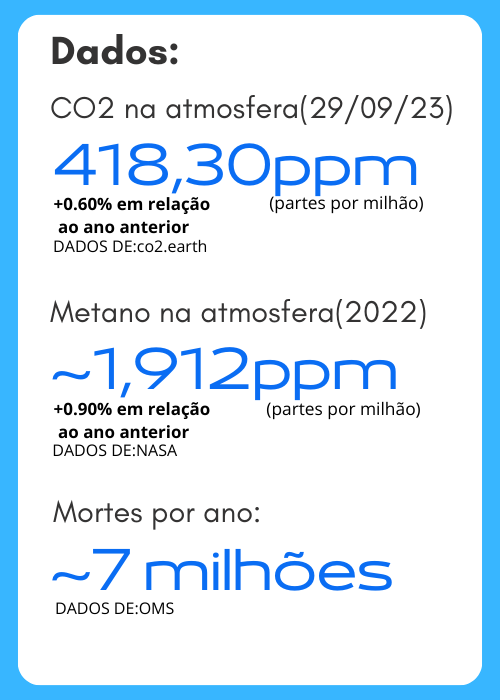 Dados:
CO2 na atmosfera(29/09/23)
418,30ppm
+0.60% em relação (partes por milhão)
ao ano anterior
DADOS DE:co2.earth
Metano na atmosfera(2022)
~1,912ppm
+0.90% em relação (partes por milhão)
ao ano anterior
DADOS DE:NASA
Mortes por ano:
~7 milhões
DADOS DE:OMS